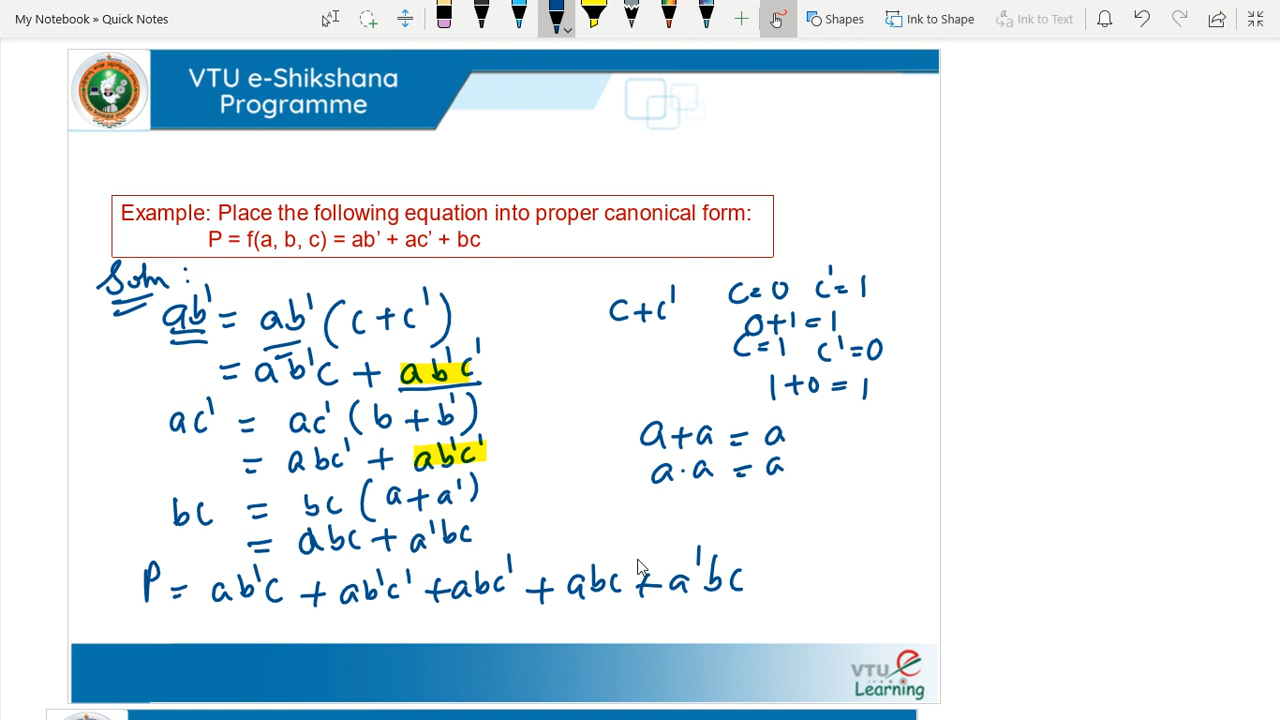 My Notebook » Quick Notes
Shapes
Ink to Shape
Ink to Text
VTU e-Shikshana
Programme
Example: Place the following equation into proper canonical form:
P = f(a, b, c) = ab’ + ac’ + bc
Soln :
ab' = ab' (c + c')
= ab'c + ab'c'
ac' = ac' (b + b')
= abc' + ab'c'
bc = bc (a + a')
= abc + a'bc
P = ab'c + ab'c' + abc' + abc + a'bc
c + c'
c = 0 c' = 1
0 + 1 = 1
c = 1 c' = 0
1 + 0 = 1
a + a = a
a . a = a
VTU e
Learning